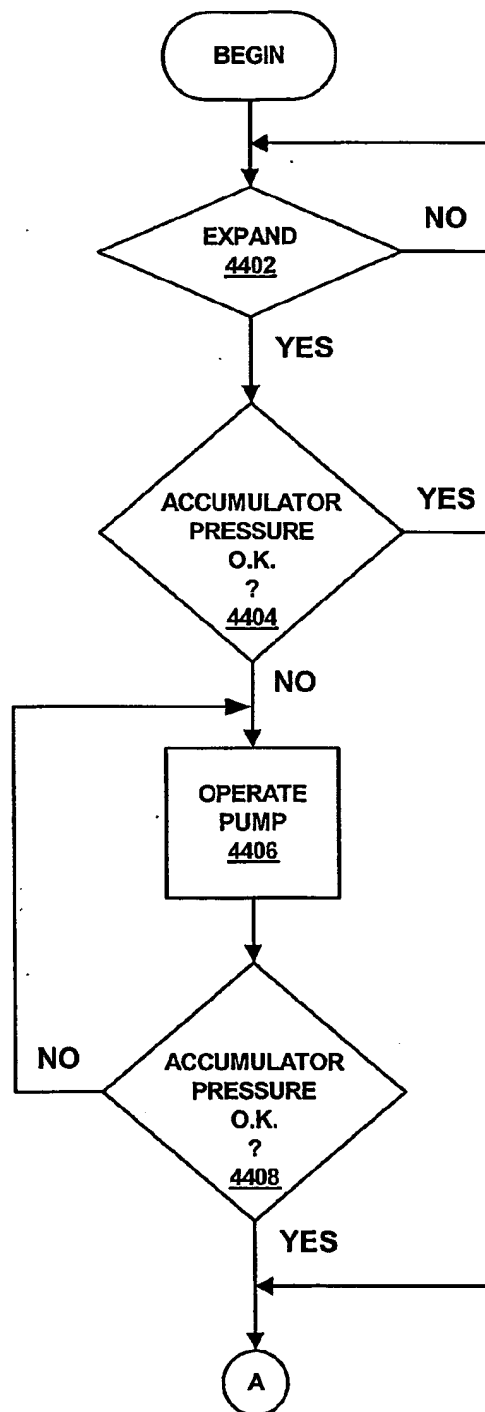 BEGIN
EXPAND
4402
NO
YES
ACCUMULATOR
PRESSURE
O.K.
?
4404
YES
NO
OPERATE
PUMP
4406
ACCUMULATOR
PRESSURE
O.K.
?
4408
NO
YES
A